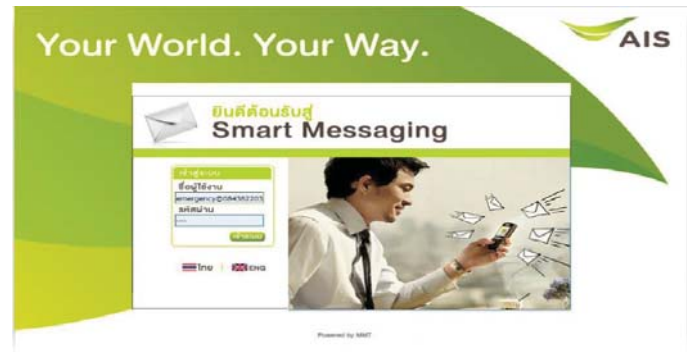 Your World. Your Way.
AIS
ยินดีต้อนรับสู่
Smart Messaging
เข้าสู่ระบบ
ชื่อผู้ใช้งาน
รหัสผ่าน
เข้าระบบ
ไทย | ENG
Powered by MMT